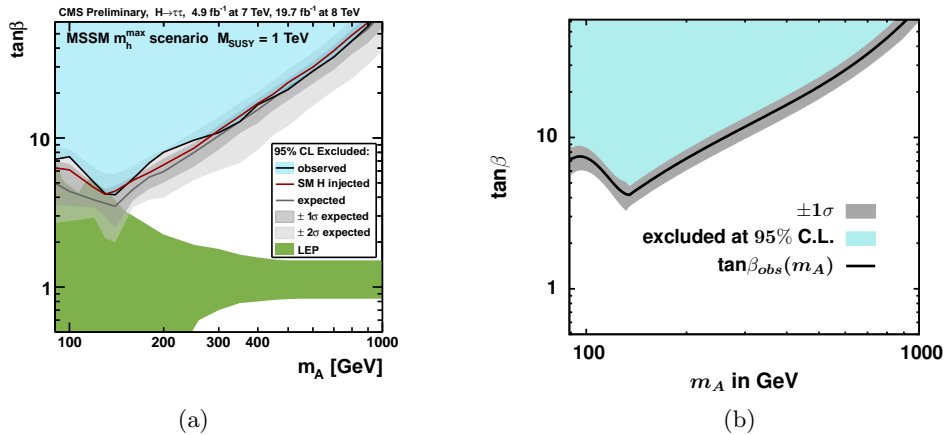 CMS Preliminary, H→ττ, 4.9 fb⁻¹ at 7 TeV, 19.7 fb⁻¹ at 8 TeV
MSSM m_h^max scenario M_SUSY = 1 TeV
tanβ
10
1
95% CL Excluded:
observed
SM H injected
expected
± 1σ expected
± 2σ expected
LEP
100 200 300 400 1000
m_A [GeV]
(a)
tanβ
10
1
±1σ
excluded at 95% C.L.
tanβ_obs(m_A)
100 1000
m_A in GeV
(b)